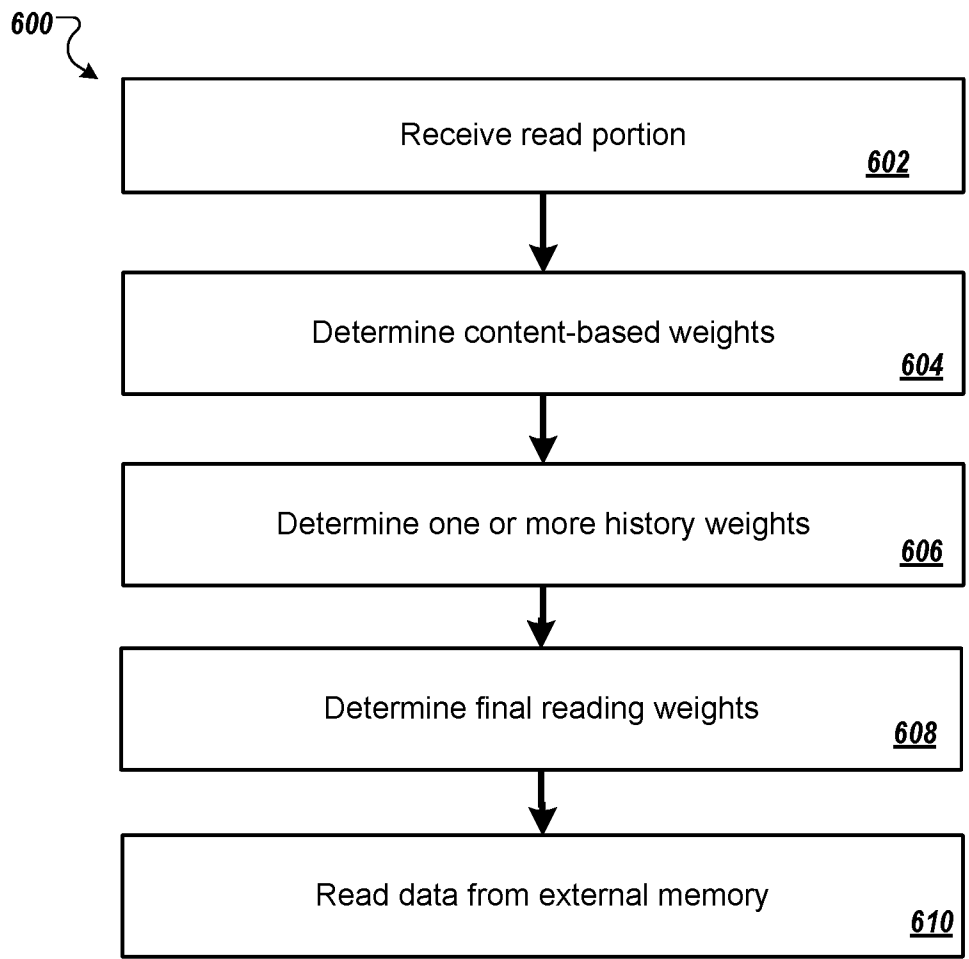 600
Receive read portion
602
Determine content-based weights
604
Determine one or more history weights
606
Determine final reading weights
608
Read data from external memory
610